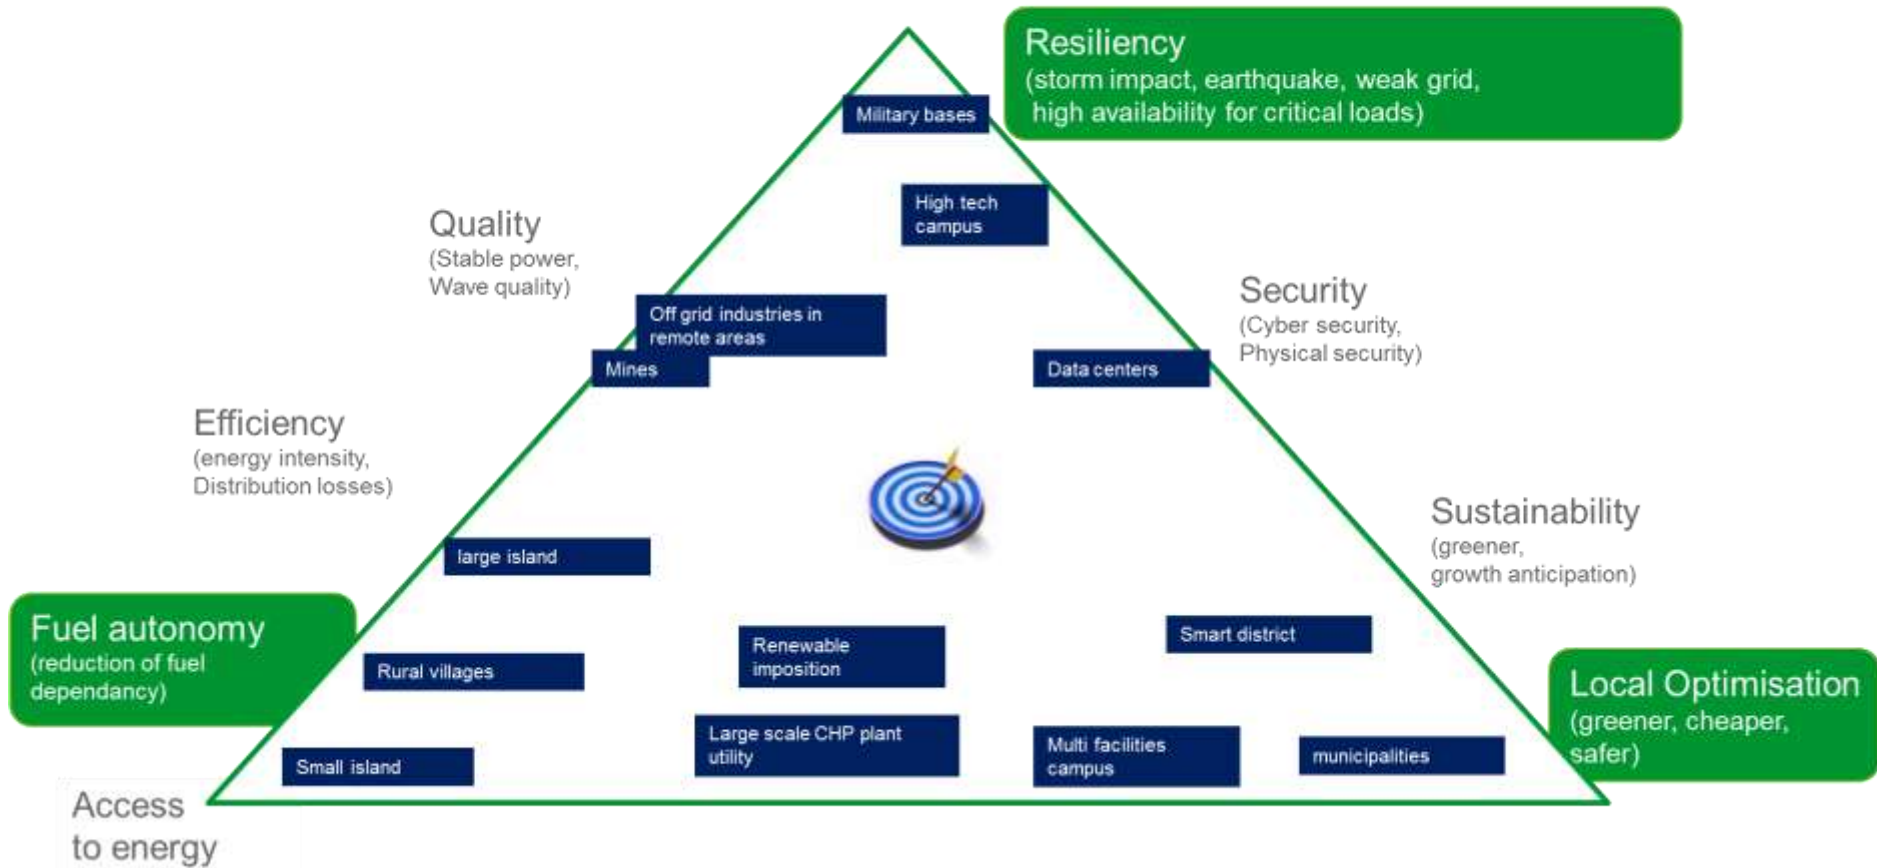 Resiliency
(storm impact, earthquake, weak grid,
high availability for critical loads)
Military bases
High tech
campus
Quality
(Stable power,
Wave quality)
Off grid industries in
remote areas
Mines
Data centers
Security
(Cyber security,
Physical security)
Efficiency
(energy intensity,
Distribution losses)
large island
Sustainability
(greener,
growth anticipation)
Fuel autonomy
(reduction of fuel
dependancy)
Rural villages
Renewable
imposition
Smart district
Local Optimisation
(greener, cheaper,
safer)
Small island
Large scale CHP plant
utility
Multi facilities
campus
municipalities
Access
to energy